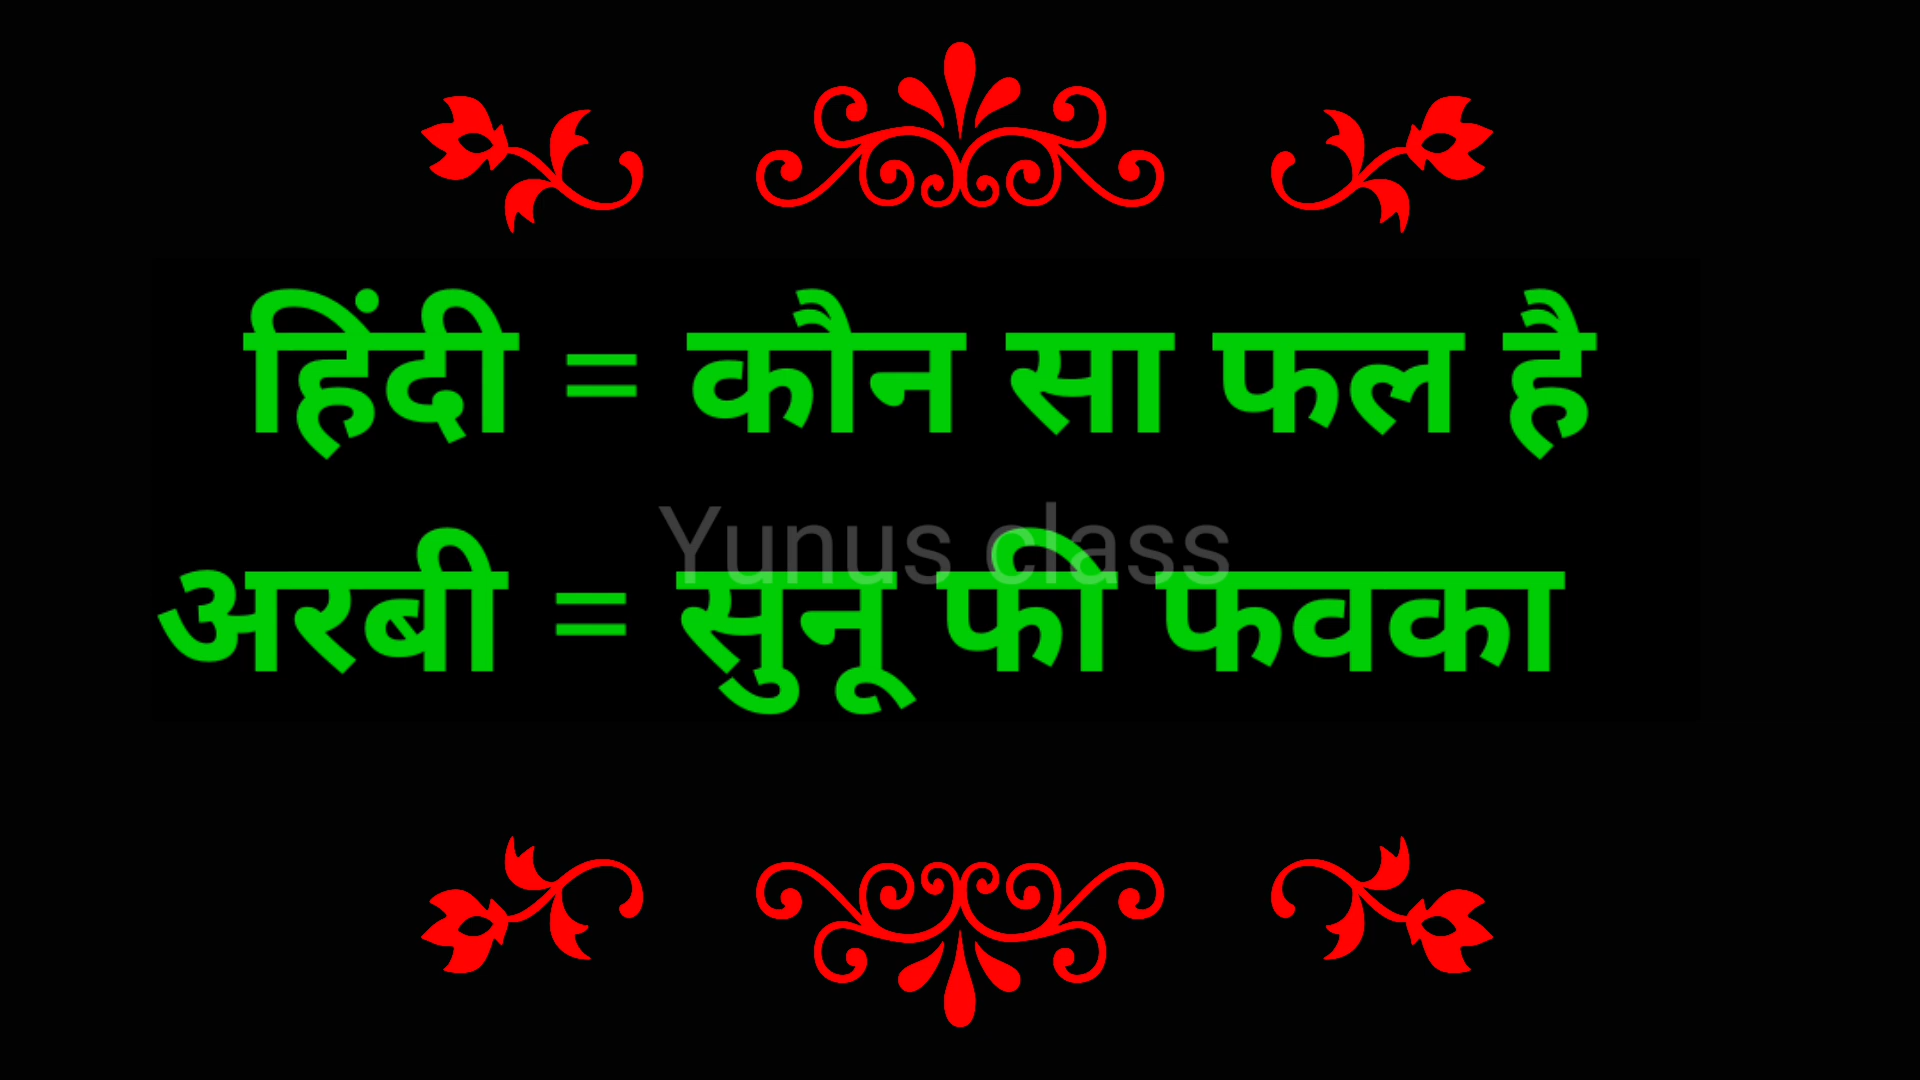 हिंदी = कौन सा फल है
Yunus class
अरबी = सुनू फी फवका